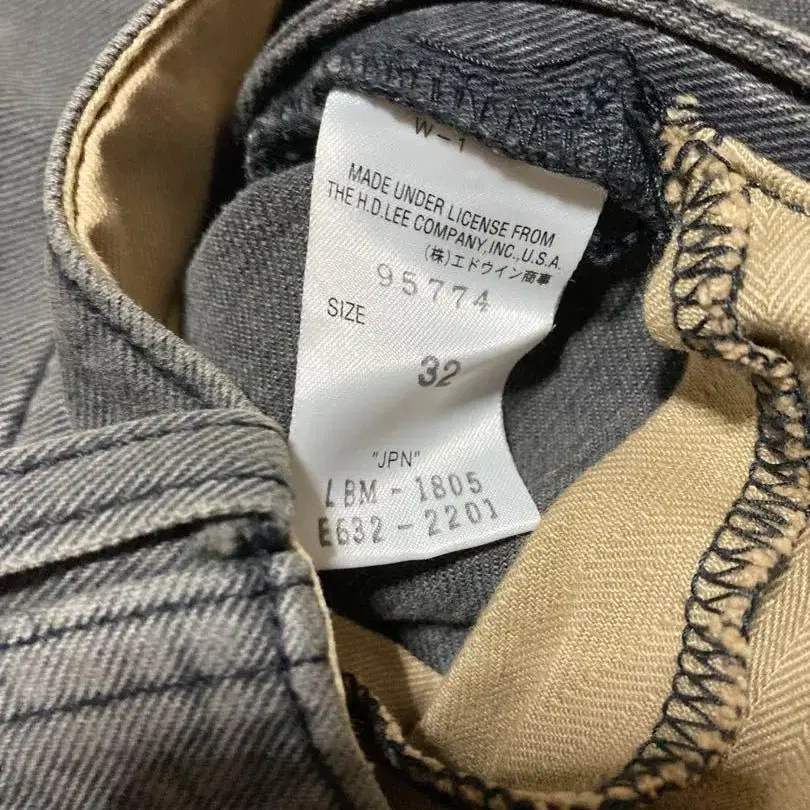 W-1
MADE UNDER LICENSE FROM
THE H.D.LEE COMPANY,INC.,U.S.A.
(株)エドウイン商事
95774
SIZE
32
"JPN"
LBM-1805
E632-2201